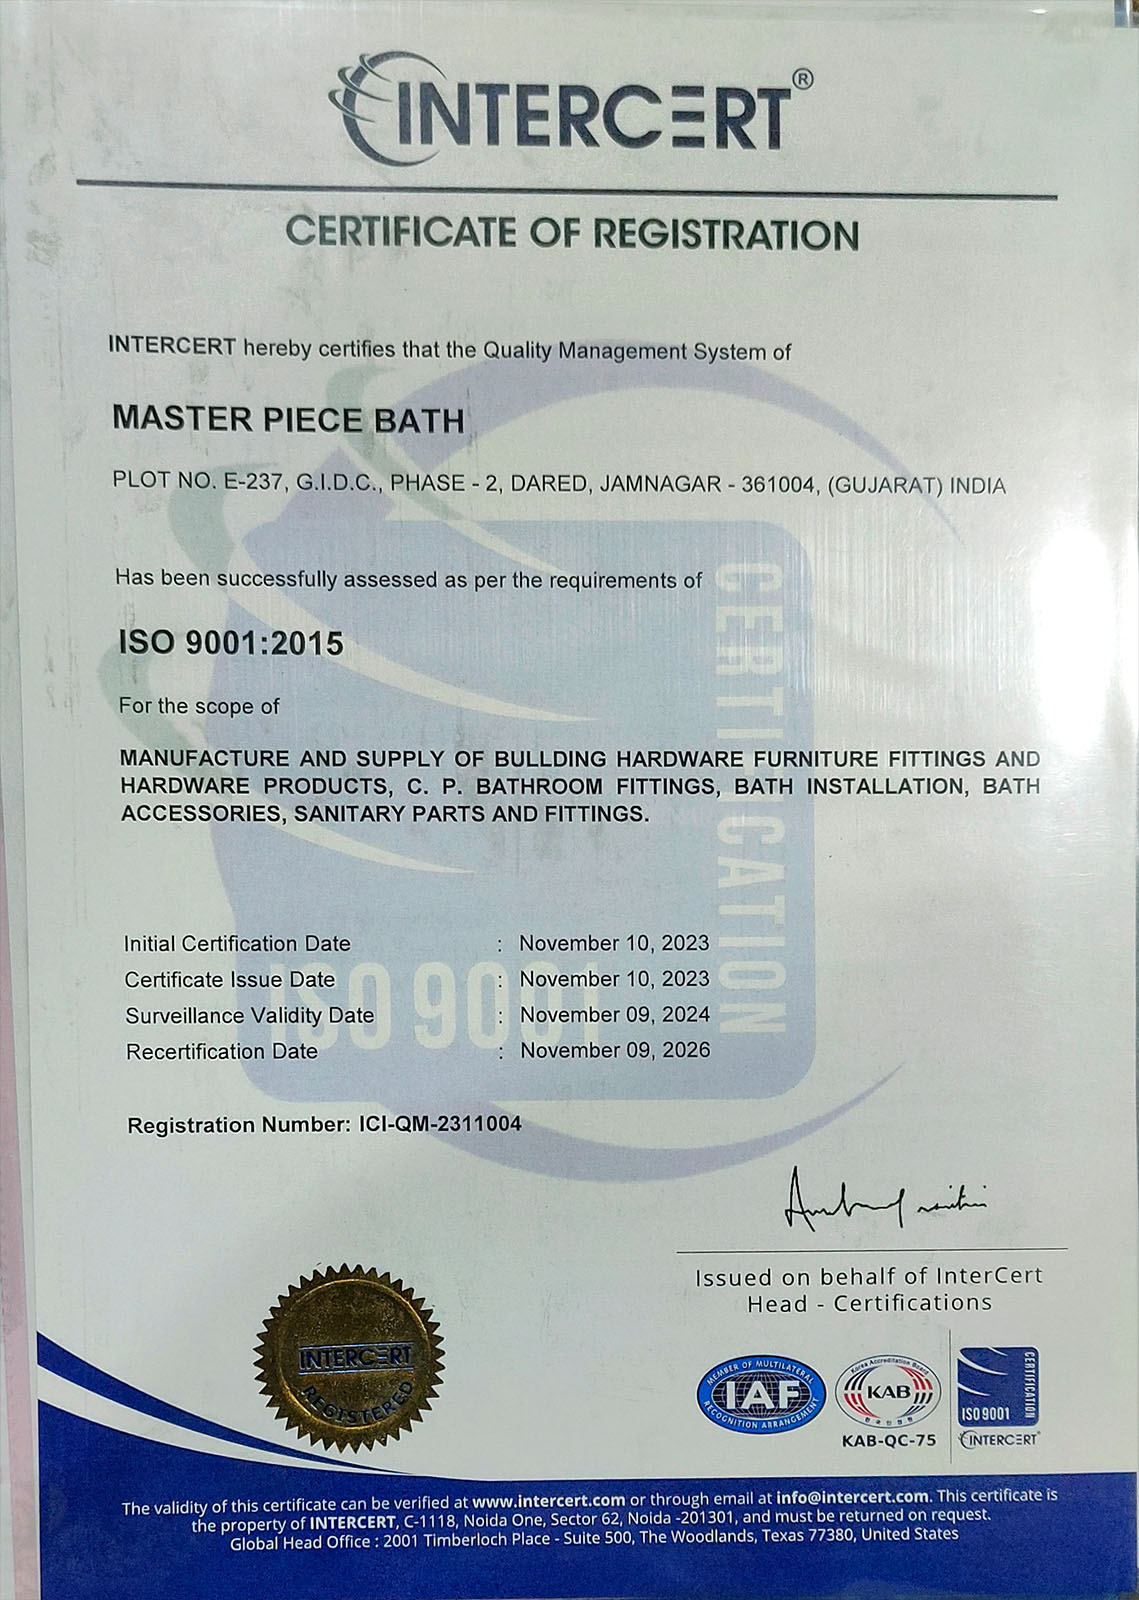 INTERCERT®
CERTIFICATE OF REGISTRATION
INTERCERT hereby certifies that the Quality Management System of
MASTER PIECE BATH
PLOT NO. E-237, G.I.D.C., PHASE - 2, DARED, JAMNAGAR - 361004, (GUJARAT) INDIA
Has been successfully assessed as per the requirements of
ISO 9001:2015
For the scope of
MANUFACTURE AND SUPPLY OF BULLDING HARDWARE FURNITURE FITTINGS AND
HARDWARE PRODUCTS, C. P. BATHROOM FITTINGS, BATH INSTALLATION, BATH
ACCESSORIES, SANITARY PARTS AND FITTINGS.
CERTIFICATION
ISO 9001
Initial Certification Date : November 10, 2023
Certificate Issue Date : November 10, 2023
Surveillance Validity Date : November 09, 2024
Recertification Date : November 09, 2026
Registration Number: ICI-QM-2311004
Issued on behalf of InterCert
Head - Certifications
INTERCERT
REGISTERED
MEMBER OF MULTILATERAL
IAF
RECOGNITION ARRANGEMENT
Korea Accreditation Board
KAB
KAB-QC-75
CERTIFICATION
ISO 9001
INTERCERT
The validity of this certificate can be verified at www.intercert.com or through email at info@intercert.com. This certificate is
the property of INTERCERT, C-1118, Noida One, Sector 62, Noida -201301, and must be returned on request.
Global Head Office : 2001 Timberloch Place - Suite 500, The Woodlands, Texas 77380, United States